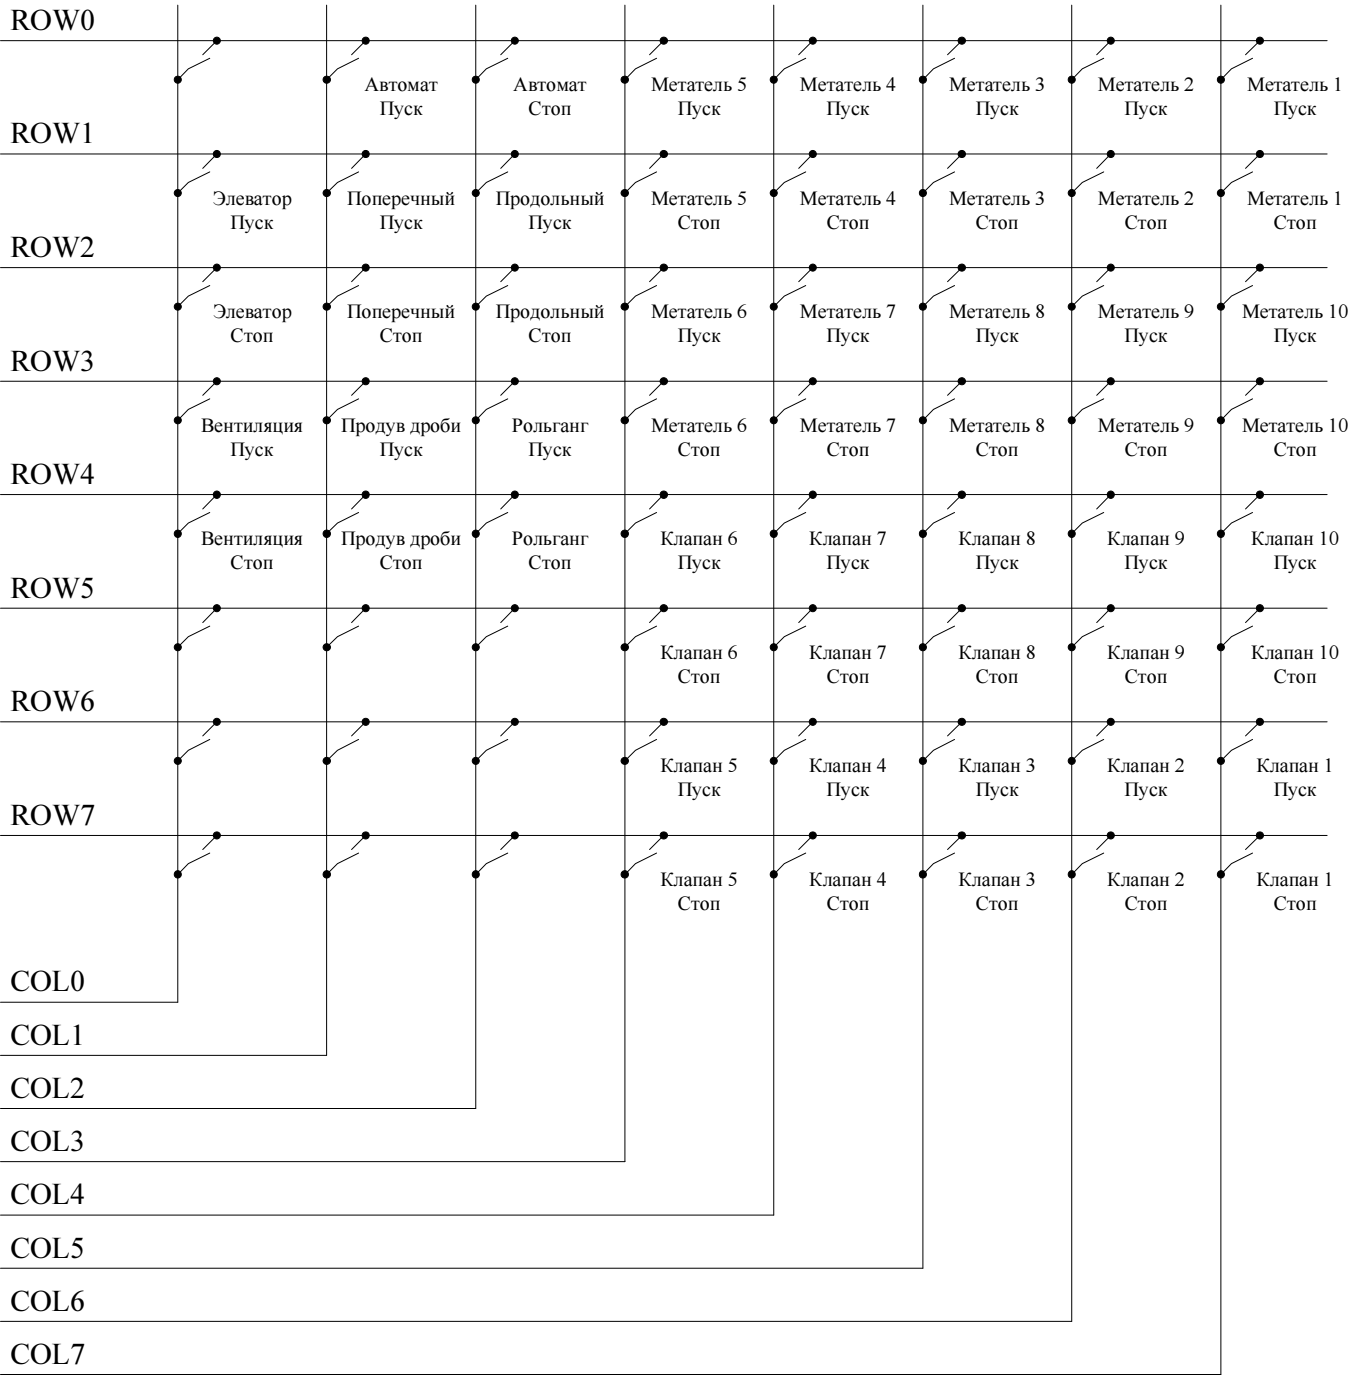 ROW0
Автомат Автомат Метатель 5 Метатель 4 Метатель 3 Метатель 2 Метатель 1
Пуск Стоп Пуск Пуск Пуск Пуск Пуск
ROW1
Элеватор Поперечный Продольный Метатель 5 Метатель 4 Метатель 3 Метатель 2 Метатель 1
Пуск Пуск Пуск Стоп Стоп Стоп Стоп Стоп
ROW2
Элеватор Поперечный Продольный Метатель 6 Метатель 7 Метатель 8 Метатель 9 Метатель 10
Стоп Стоп Стоп Пуск Пуск Пуск Пуск Пуск
ROW3
Вентиляция Продув дроби Рольганг Метатель 6 Метатель 7 Метатель 8 Метатель 9 Метатель 10
Пуск Пуск Пуск Стоп Стоп Стоп Стоп Стоп
ROW4
Вентиляция Продув дроби Рольганг Клапан 6 Клапан 7 Клапан 8 Клапан 9 Клапан 10
Стоп Стоп Стоп Пуск Пуск Пуск Пуск Пуск
ROW5
Клапан 6 Клапан 7 Клапан 8 Клапан 9 Клапан 10
Стоп Стоп Стоп Стоп Стоп
ROW6
Клапан 5 Клапан 4 Клапан 3 Клапан 2 Клапан 1
Пуск Пуск Пуск Пуск Пуск
ROW7
Клапан 5 Клапан 4 Клапан 3 Клапан 2 Клапан 1
Стоп Стоп Стоп Стоп Стоп
COL0
COL1
COL2
COL3
COL4
COL5
COL6
COL7